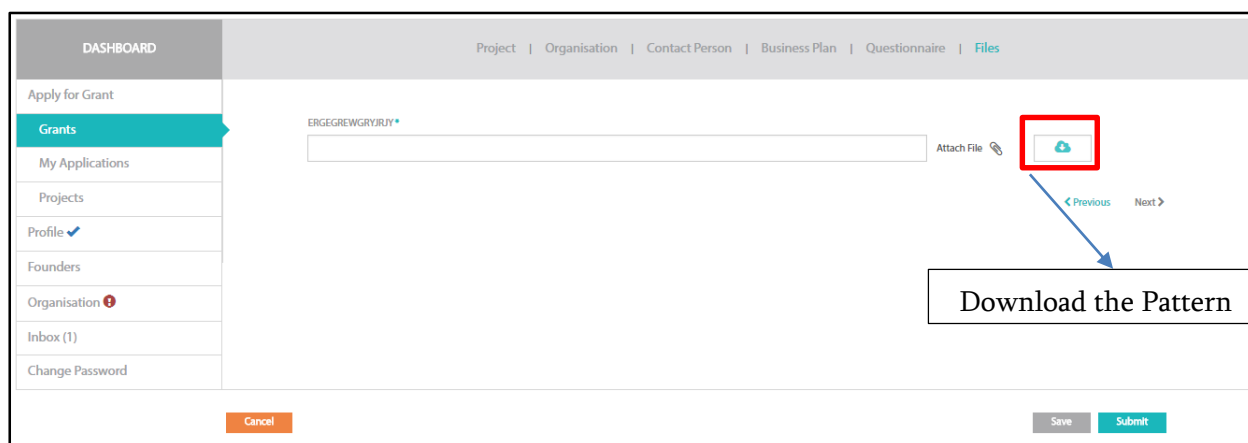 DASHBOARD
Project | Organisation | Contact Person | Business Plan | Questionnaire | Files
Apply for Grant
Grants
My Applications
Projects
Profile
Founders
Organisation
Inbox (1)
Change Password
ERGEGREWGRYJRJY*
Attach File
Previous Next
Download the Pattern
Cancel
Save Submit